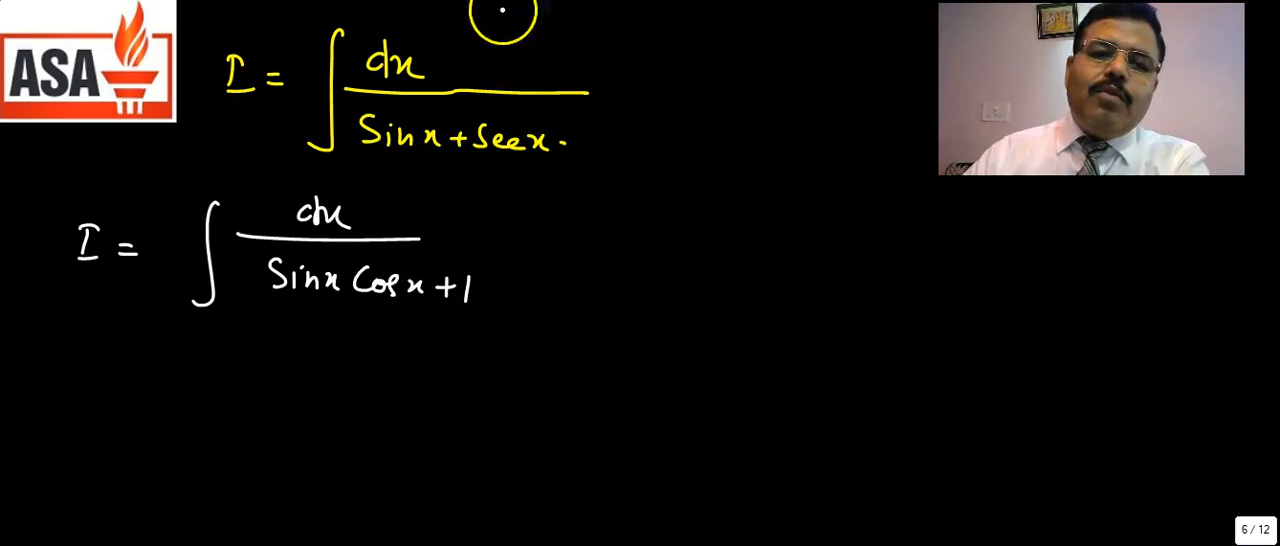 ASA
I = ∫ dx / Sinx + Secx .
I = ∫ dx / Sinx Cosx + 1
6 / 12